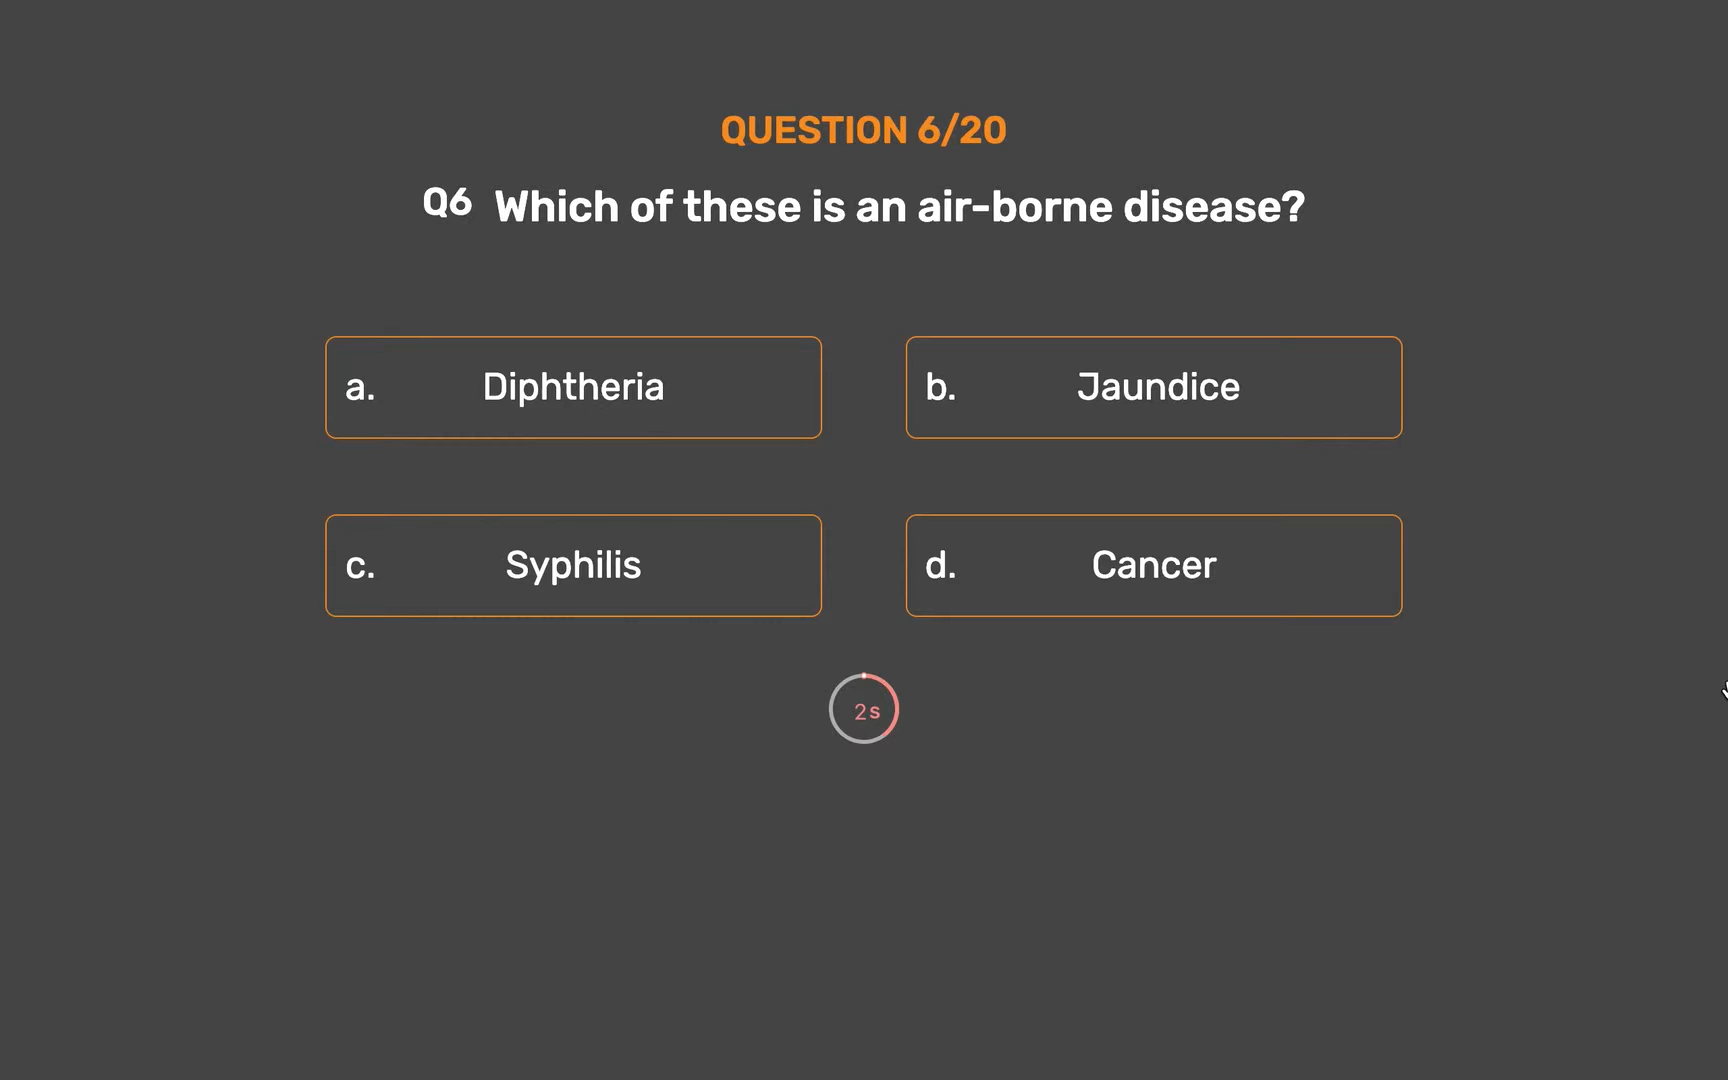 QUESTION 6/20
Q6 Which of these is an air-borne disease?
a. Diphtheria
b. Jaundice
c. Syphilis
d. Cancer
2s